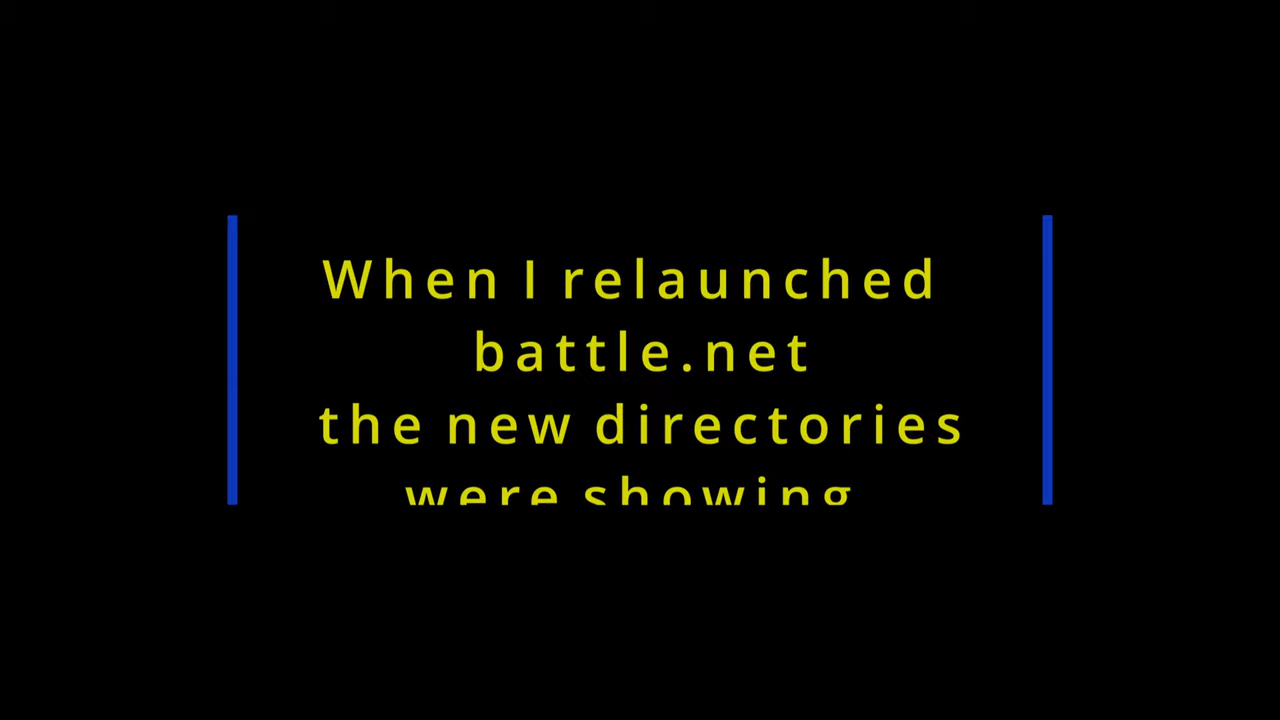 When I relaunched
battle.net
the new directories
were showing